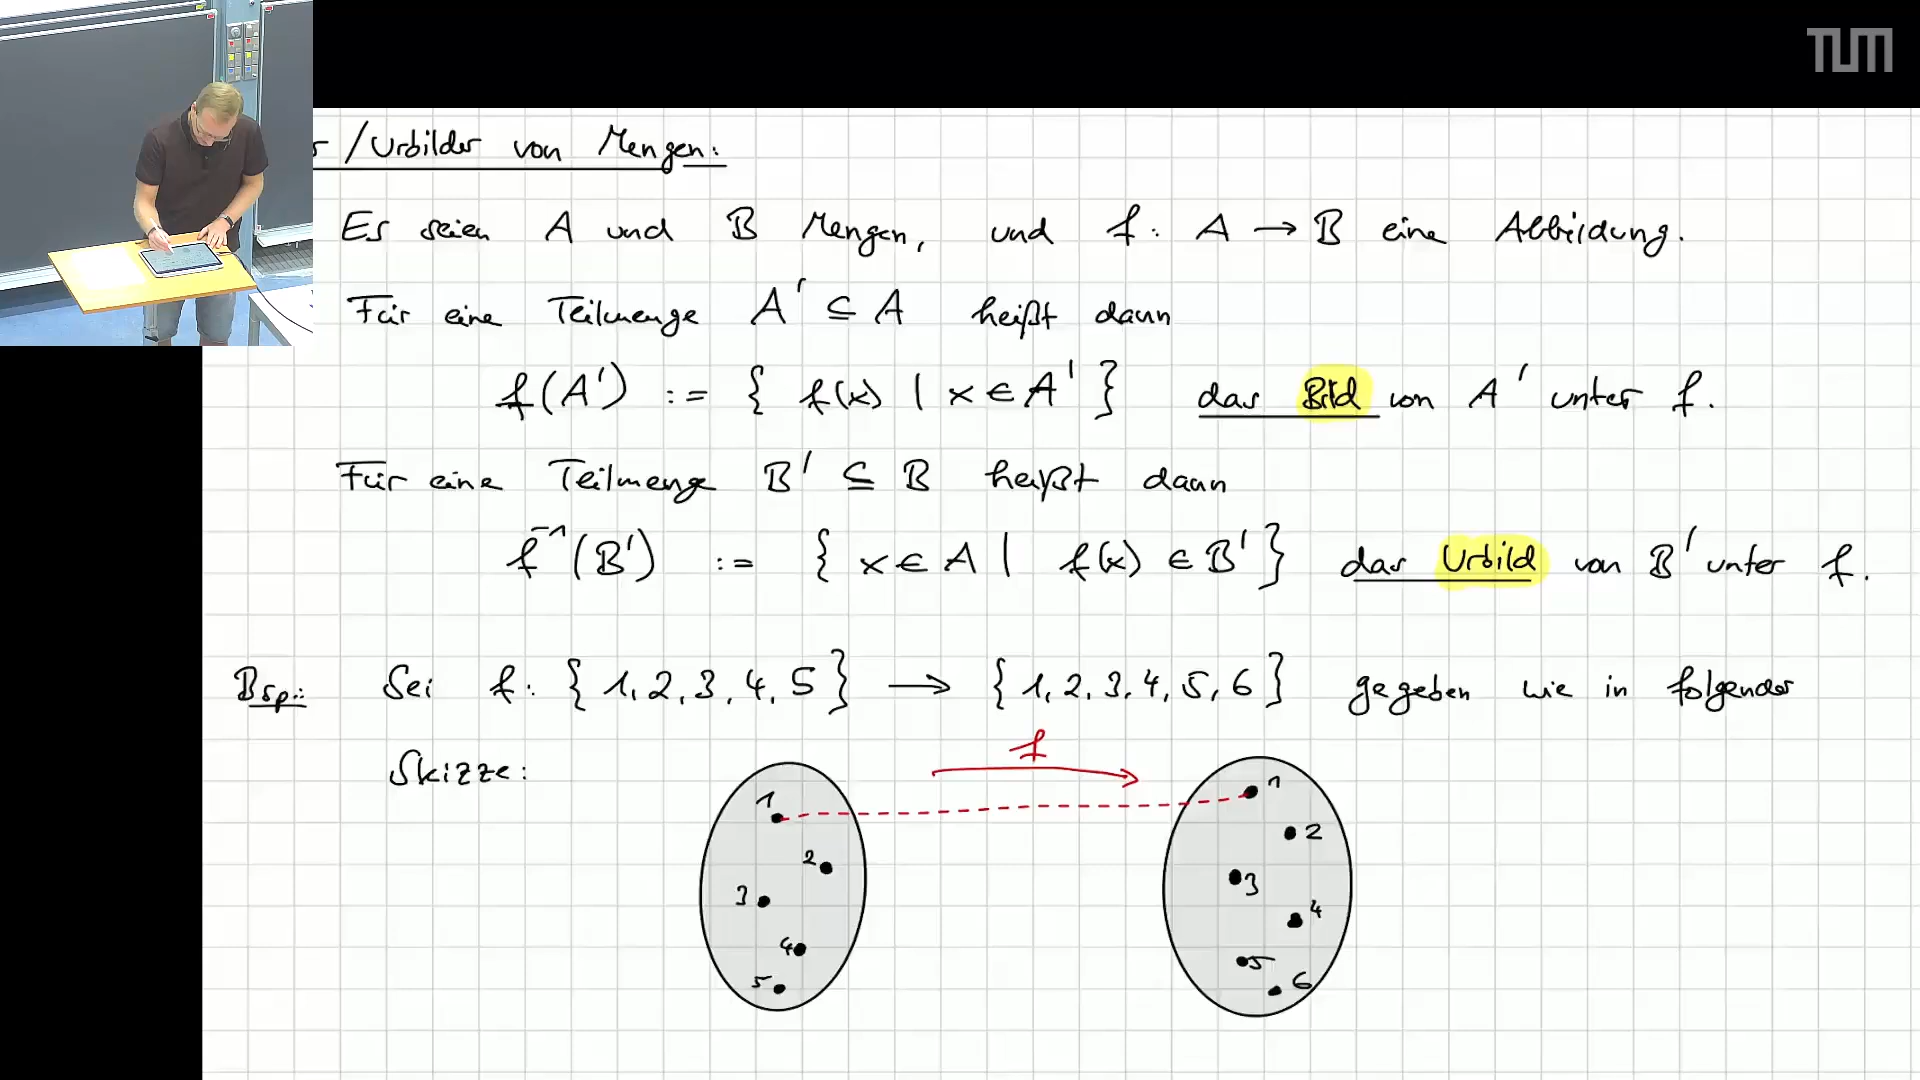 TUM
/Urbilder von Mengen:
Es seien A und B Mengen, und f: A → B eine Abbildung.
Für eine Teilmenge A' ⊆ A heißt dann
f(A') := { f(x) | x ∈ A' } das Bild von A' unter f.
Für eine Teilmenge B' ⊆ B heißt dann
f⁻¹(B') := { x ∈ A | f(x) ∈ B' } das Urbild von B' unter f.
Bsp.: Sei f: { 1, 2, 3, 4, 5 } → { 1, 2, 3, 4, 5, 6 } gegeben wie in folgender
Skizze:
f
1
2
3
4
5
1
2
3
4
5
6